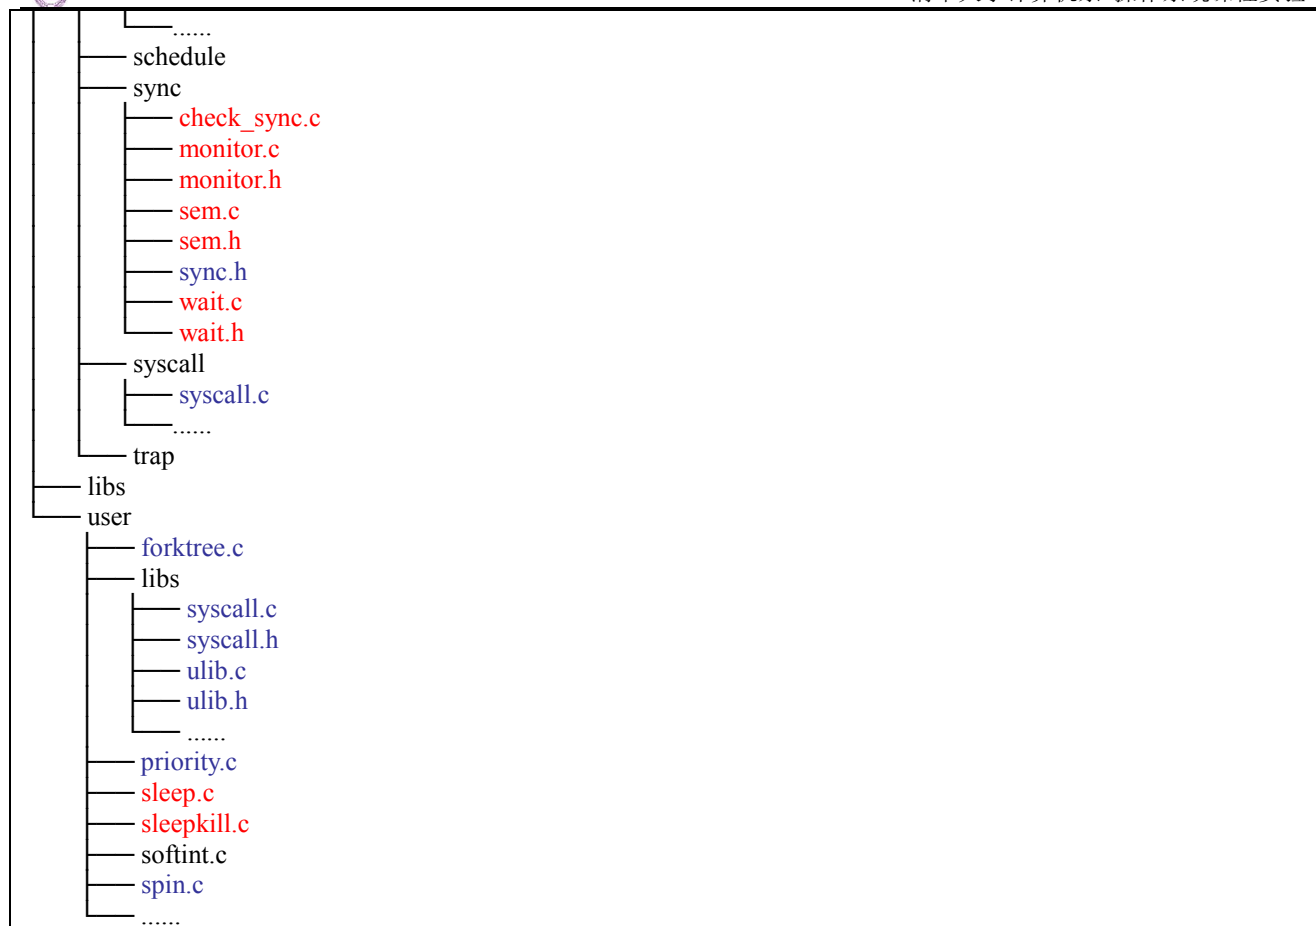 ......
schedule
sync
check_sync.c
monitor.c
monitor.h
sem.c
sem.h
sync.h
wait.c
wait.h
syscall
syscall.c
......
trap
libs
user
forktree.c
libs
syscall.c
syscall.h
ulib.c
ulib.h
......
priority.c
sleep.c
sleepkill.c
softint.c
spin.c
......